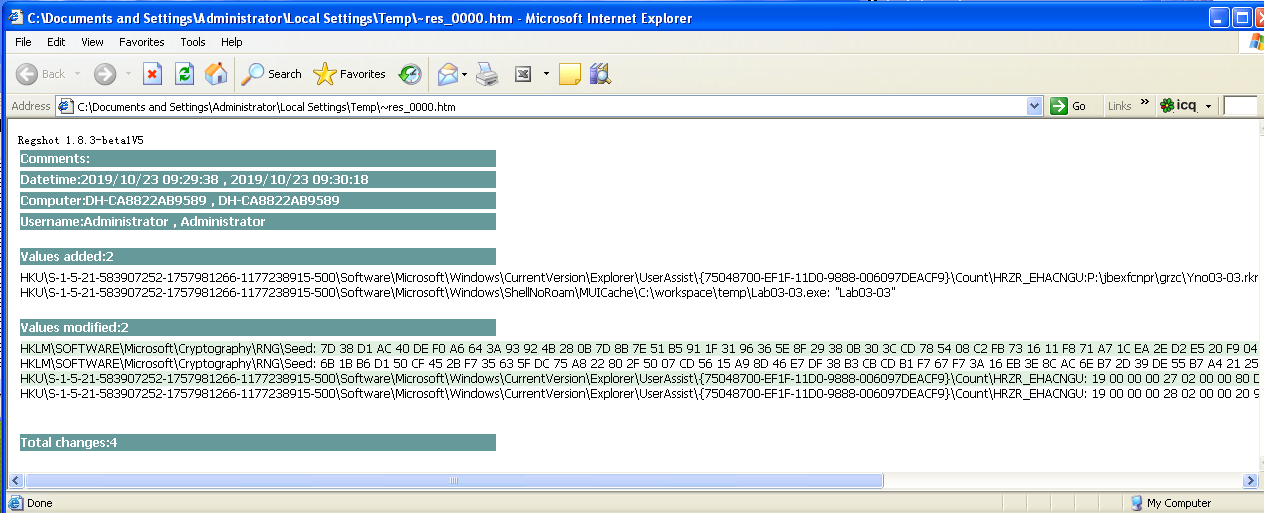 C:\Documents and Settings\Administrator\Local Settings\Temp\~res_0000.htm - Microsoft Internet Explorer
File Edit View Favorites Tools Help
Back Search Favorites
Address C:\Documents and Settings\Administrator\Local Settings\Temp\~res_0000.htm Go Links » icq
Regshot 1.8.3-beta1V5
Comments:
Datetime:2019/10/23 09:29:38 , 2019/10/23 09:30:18
Computer:DH-CA8822AB9589 , DH-CA8822AB9589
Username:Administrator , Administrator
Values added:2
HKU\S-1-5-21-583907252-1757981266-1177238915-500\Software\Microsoft\Windows\CurrentVersion\Explorer\UserAssist\{75048700-EF1F-11D0-9888-006097DEACF9}\Count\HRZR_EHACNGU:P:\jbexfcnpr\grzc\Yno03-03.rkr
HKU\S-1-5-21-583907252-1757981266-1177238915-500\Software\Microsoft\Windows\ShellNoRoam\MUICache\C:\workspace\temp\Lab03-03.exe: "Lab03-03"
Values modified:2
HKLM\SOFTWARE\Microsoft\Cryptography\RNG\Seed: 7D 38 D1 AC 40 DE F0 A6 64 3A 93 92 4B 28 0B 7D 8B 7E 51 B5 91 1F 31 96 36 5E 8F 29 38 0B 30 3C CD 78 54 08 C2 FB 73 16 11 F8 71 A7 1C EA 2E D2 E5 20 F9 04
HKLM\SOFTWARE\Microsoft\Cryptography\RNG\Seed: 6B 1B B6 D1 50 CF 45 2B F7 35 63 5F DC 75 A8 22 80 2F 50 07 CD 56 15 A9 8D 46 E7 DF 38 B3 CB CD B1 F7 67 F7 3A 16 EB 3E 8C AC 6E B7 2D 39 DE 55 B7 A4 21 25
HKU\S-1-5-21-583907252-1757981266-1177238915-500\Software\Microsoft\Windows\CurrentVersion\Explorer\UserAssist\{75048700-EF1F-11D0-9888-006097DEACF9}\Count\HRZR_EHACNGU: 19 00 00 00 27 02 00 00 80 D
HKU\S-1-5-21-583907252-1757981266-1177238915-500\Software\Microsoft\Windows\CurrentVersion\Explorer\UserAssist\{75048700-EF1F-11D0-9888-006097DEACF9}\Count\HRZR_EHACNGU: 19 00 00 00 28 02 00 00 20 9
Total changes:4
Done My Computer